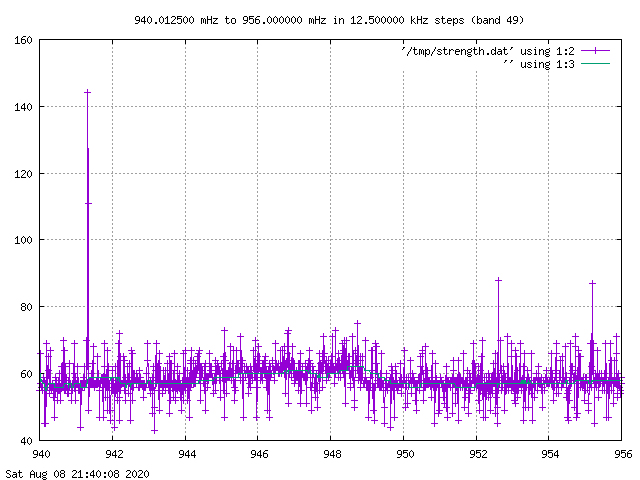 940.012500 mHz to 956.000000 mHz in 12.500000 kHz steps (band 49)
160
'/tmp/strength.dat' using 1:2
'' using 1:3
140
120
100
80
60
40
940 942 944 946 948 950 952 954 956
Sat Aug 08 21:40:08 2020